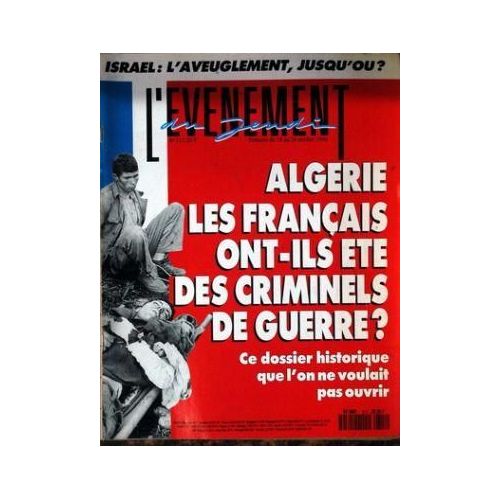 ISRAEL : L'AVEUGLEMENT, JUSQU'OU ?
L'EVENEMENT
du Jeudi
ALGERIE
LES FRANÇAIS
ONT-ILS ETE
DES CRIMINELS
DE GUERRE ?
Ce dossier historique
que l'on ne voulait
pas ouvrir